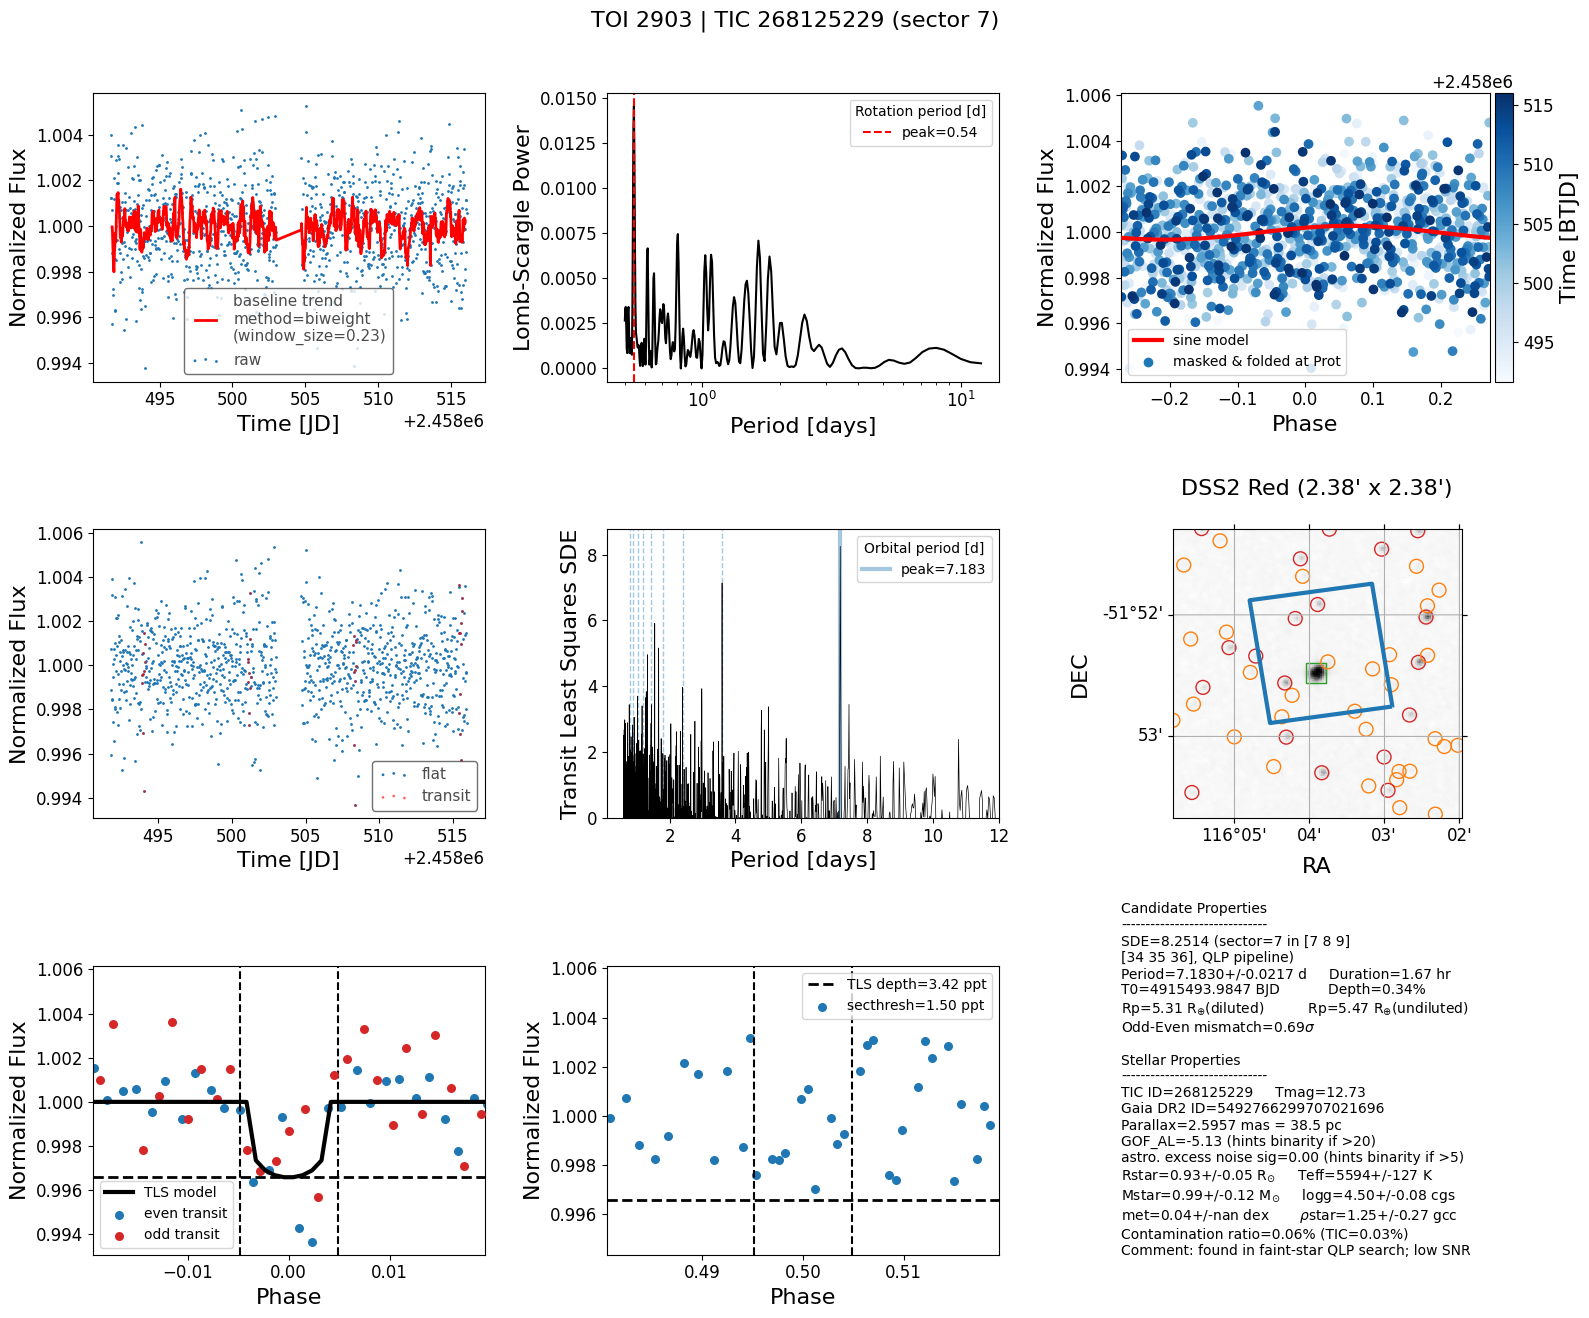 TOI 2903 | TIC 268125229 (sector 7)
Normalized Flux
1.004
1.002
1.000
0.998
0.996
0.994
baseline trend
method=biweight
(window_size=0.23)
raw
495
500
505
510
515
Time [JD]
+2.458e6
Lomb-Scargle Power
0.0150
0.0125
0.0100
0.0075
0.0050
0.0025
0.0000
Rotation period [d]
peak=0.54
10⁰
10¹
Period [days]
Normalized Flux
1.006
1.004
1.002
1.000
0.998
0.996
0.994
sine model
masked & folded at Prot
−0.2
−0.1
0.0
0.1
0.2
Phase
+2.458e6
515
510
505
500
495
Time [BTJD]
Normalized Flux
1.006
1.004
1.002
1.000
0.998
0.996
0.994
flat
transit
495
500
505
510
515
Time [JD]
+2.458e6
Transit Least Squares SDE
8
6
4
2
0
Orbital period [d]
peak=7.183
2
4
6
8
10
12
Period [days]
DSS2 Red (2.38' x 2.38')
DEC
-51°52'
53'
116°05'
04'
03'
02'
RA
Normalized Flux
1.006
1.004
1.002
1.000
0.998
0.996
0.994
TLS model
even transit
odd transit
−0.01
0.00
0.01
Phase
Normalized Flux
1.006
1.004
1.002
1.000
0.998
0.996
TLS depth=3.42 ppt
secthresh=1.50 ppt
0.49
0.50
0.51
Phase
Candidate Properties
------------------------------
SDE=8.2514 (sector=7 in [7 8 9]
[34 35 36], QLP pipeline)
Period=7.1830+/-0.0217 d Duration=1.67 hr
T0=4915493.9847 BJD Depth=0.34%
Rp=5.31 R⊕(diluted) Rp=5.47 R⊕(undiluted)
Odd-Even mismatch=0.69σ
Stellar Properties
------------------------------
TIC ID=268125229 Tmag=12.73
Gaia DR2 ID=5492766299707021696
Parallax=2.5957 mas = 38.5 pc
GOF_AL=-5.13 (hints binarity if >20)
astro. excess noise sig=0.00 (hints binarity if >5)
Rstar=0.93+/-0.05 R⊙ Teff=5594+/-127 K
Mstar=0.99+/-0.12 M⊙ logg=4.50+/-0.08 cgs
met=0.04+/-nan dex ρstar=1.25+/-0.27 gcc
Contamination ratio=0.06% (TIC=0.03%)
Comment: found in faint-star QLP search; low SNR